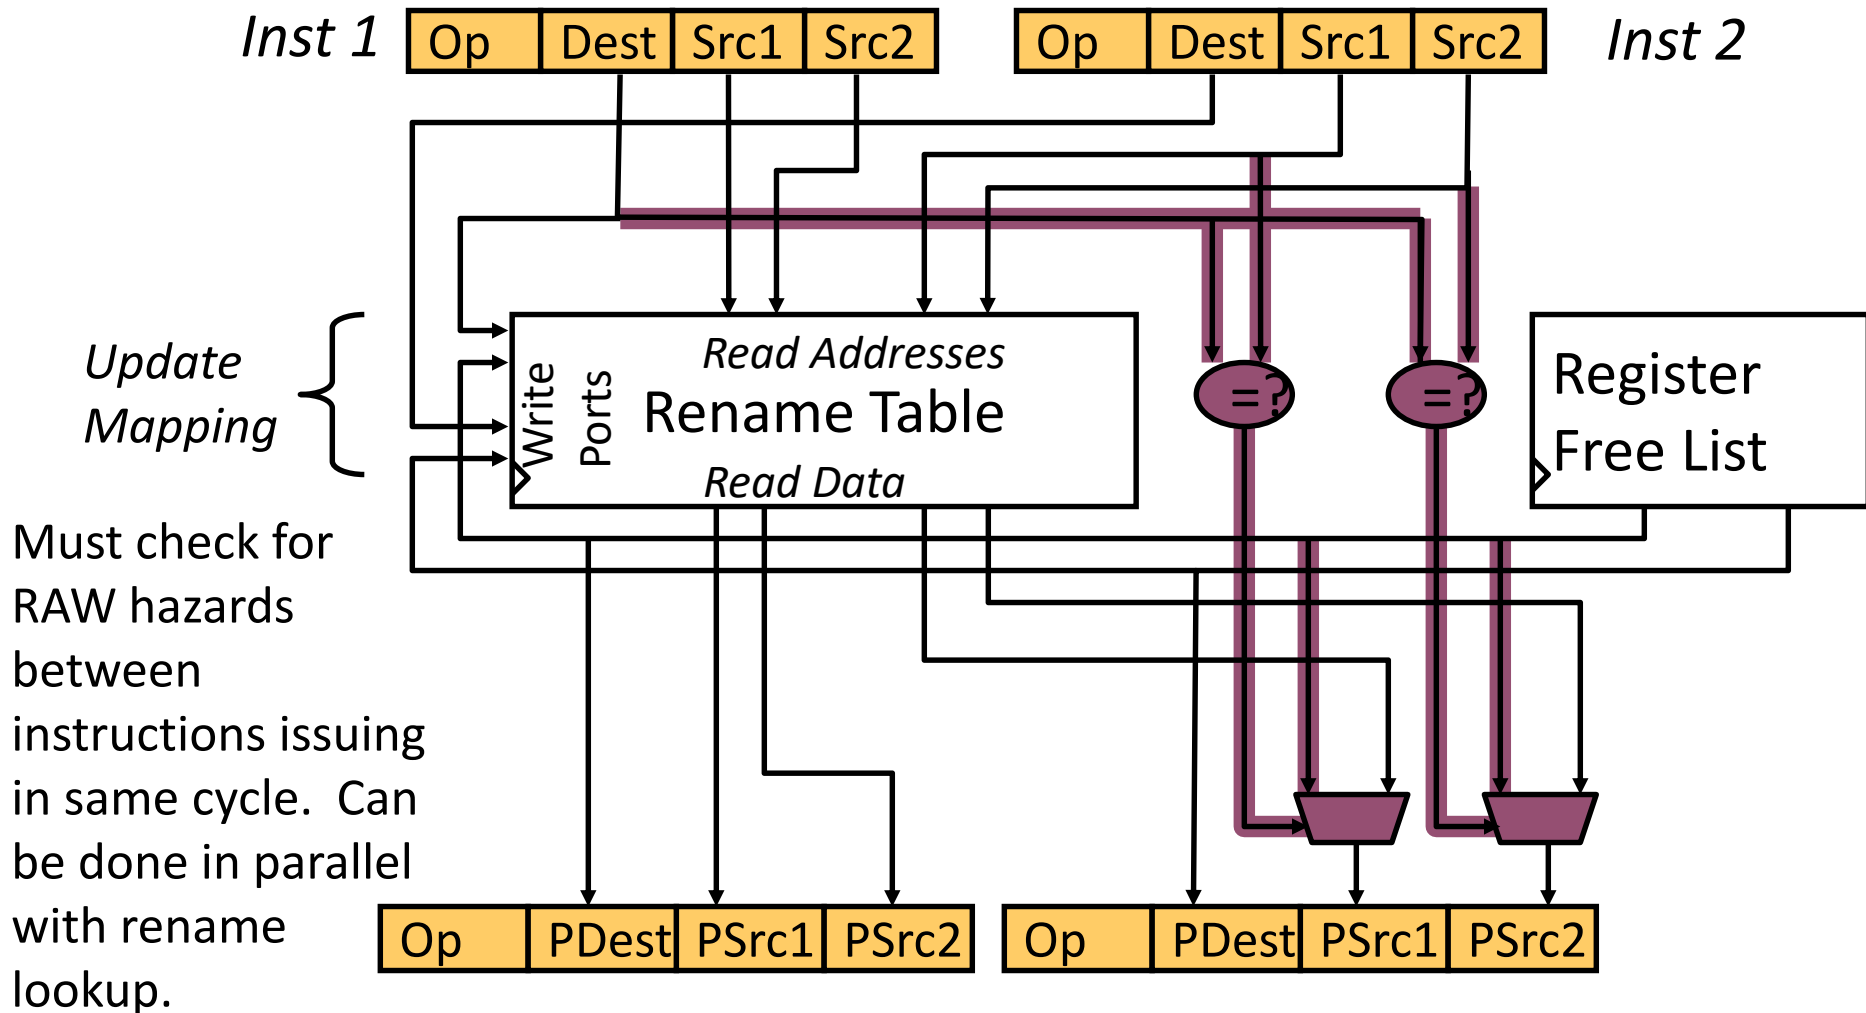 Inst 1 Op Dest Src1 Src2 Op Dest Src1 Src2 Inst 2
Update
Mapping
Write
Ports
Read Addresses
Rename Table
Read Data
=?
=?
Register
Free List
Must check for
RAW hazards
between
instructions issuing
in same cycle.  Can
be done in parallel
with rename
lookup.
Op PDest PSrc1 PSrc2 Op PDest PSrc1 PSrc2